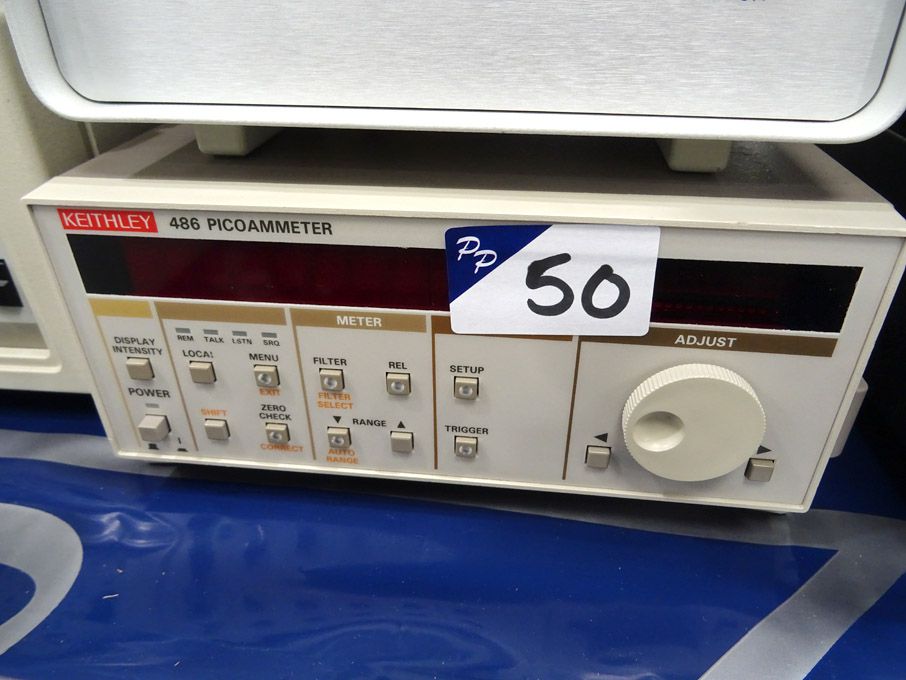 KEITHLEY 486 PICOAMMETER
PP 50
METER
ADJUST
REM TALK LSTN SRQ
DISPLAY
INTENSITY
LOCAL
MENU
EXIT
FILTER
FILTER
SELECT
REL
SETUP
POWER
SHIFT
ZERO
CHECK
CORRECT
▼ RANGE ▲
AUTO
RANGE
TRIGGER
◀ ▶